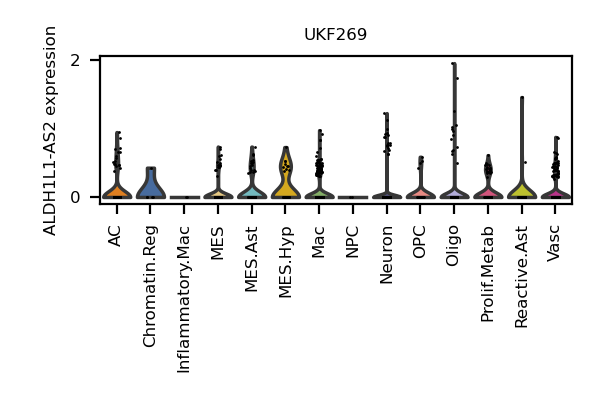 UKF269
ALDH1L1-AS2 expression
2
0
AC
Chromatin.Reg
Inflammatory.Mac
MES
MES.Ast
MES.Hyp
Mac
NPC
Neuron
OPC
Oligo
Prolif.Metab
Reactive.Ast
Vasc